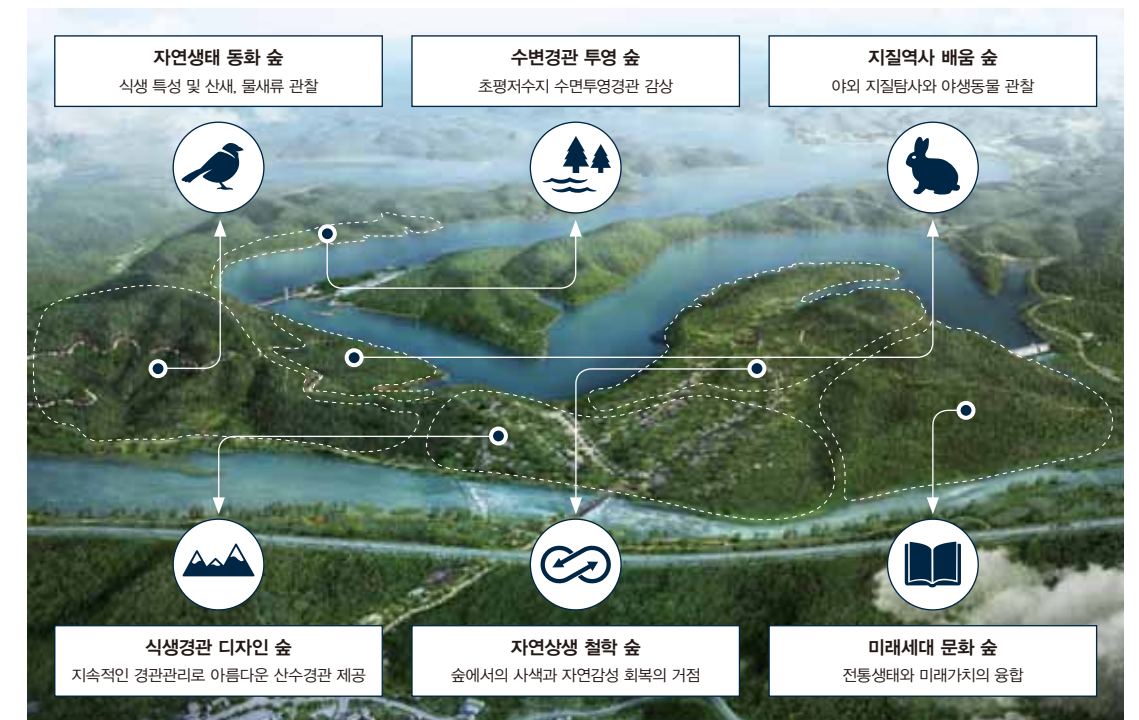 자연생태 동화 숲
식생 특성 및 산새, 물새류 관찰
수변경관 투영 숲
초평저수지 수면투영경관 감상
지질역사 배움 숲
야외 지질탐사와 야생동물 관찰
식생경관 디자인 숲
지속적인 경관관리로 아름다운 산수경관 제공
자연상생 철학 숲
숲에서의 사색과 자연감성 회복의 거점
미래세대 문화 숲
전통생태와 미래가치의 융합